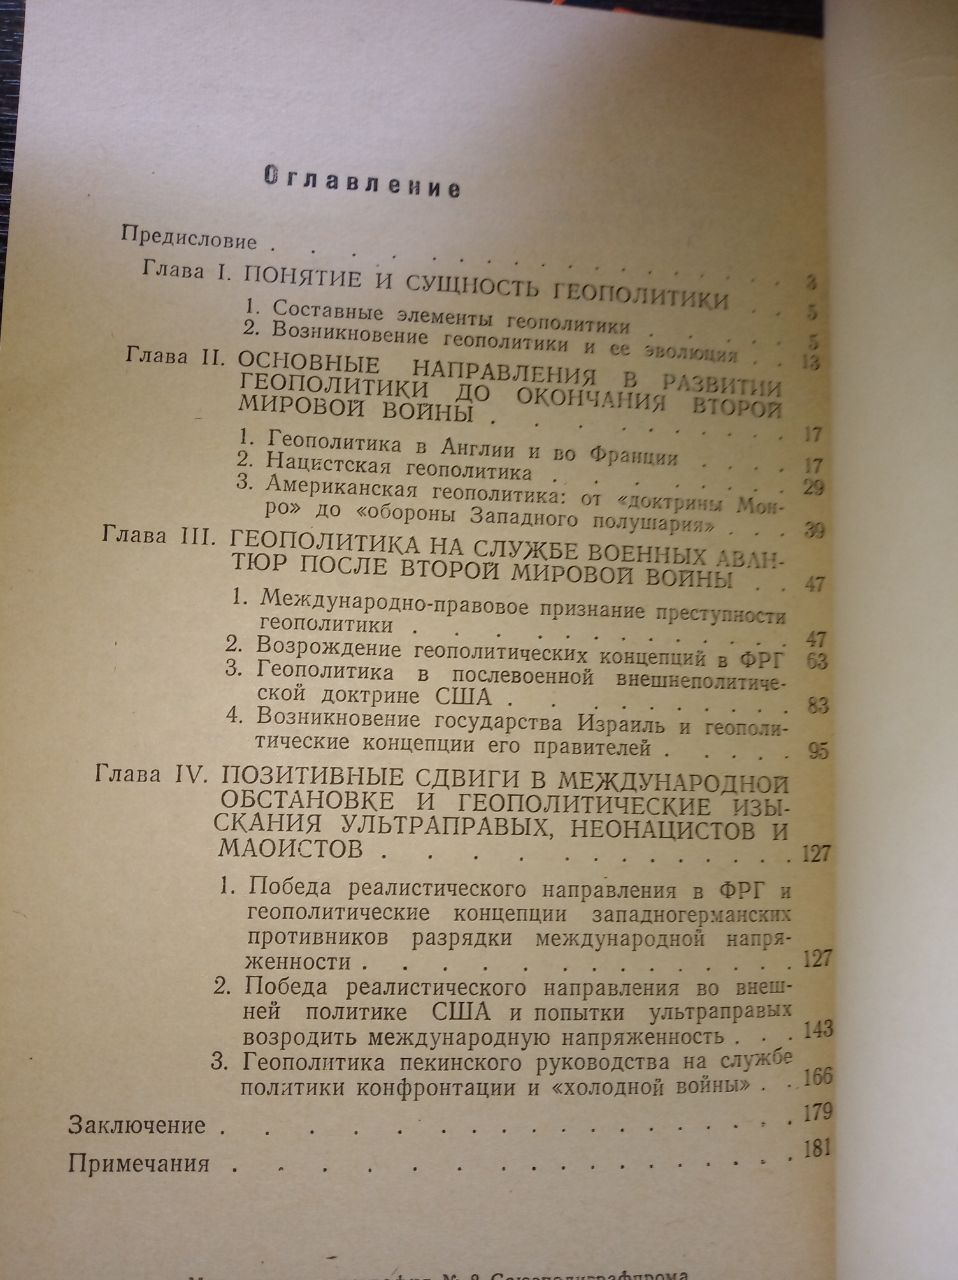 Оглавление
Предисловие . . . . . . . . . . . . . . 3
Глава I. ПОНЯТИЕ И СУЩНОСТЬ ГЕОПОЛИТИКИ . . 5
1. Составные элементы геополитики . . . . . 5
2. Возникновение геополитики и ее эволюция . . 13
Глава II. ОСНОВНЫЕ НАПРАВЛЕНИЯ В РАЗВИТИИ
ГЕОПОЛИТИКИ ДО ОКОНЧАНИЯ ВТОРОЙ
МИРОВОЙ ВОЙНЫ . . . . . . . . . . 17
1. Геополитика в Англии и во Франции . . . . 17
2. Нацистская геополитика . . . . . . . . 29
3. Американская геополитика: от «доктрины Мон-
ро» до «обороны Западного полушария» . . . 39
Глава III. ГЕОПОЛИТИКА НА СЛУЖБЕ ВОЕННЫХ АВАН-
ТЮР ПОСЛЕ ВТОРОЙ МИРОВОЙ ВОЙНЫ . . 47
1. Международно-правовое признание преступности
геополитики . . . . . . . . . . . . . 47
2. Возрождение геополитических концепций в ФРГ 63
3. Геополитика в послевоенной внешнеполитиче-
ской доктрине США . . . . . . . . . . 83
4. Возникновение государства Израиль и геополи-
тические концепции его правителей . . . . . 95
Глава IV. ПОЗИТИВНЫЕ СДВИГИ В МЕЖДУНАРОДНОЙ
ОБСТАНОВКЕ И ГЕОПОЛИТИЧЕСКИЕ ИЗЫ-
СКАНИЯ УЛЬТРАПРАВЫХ, НЕОНАЦИСТОВ И
МАОИСТОВ . . . . . . . . . . . . 127
1. Победа реалистического направления в ФРГ и
геополитические концепции западногерманских
противников разрядки международной напря-
женности . . . . . . . . . . . . 127
2. Победа реалистического направления во внеш-
ней политике США и попытки ультраправых
возродить международную напряженность . . . 143
3. Геополитика пекинского руководства на службе
политики конфронтации и «холодной войны» . . 166
Заключение . . . . . . . . . . . . . . 179
Примечания . . . . . . . . . . . . . . 181
№ 2 Союзполиграфпрома